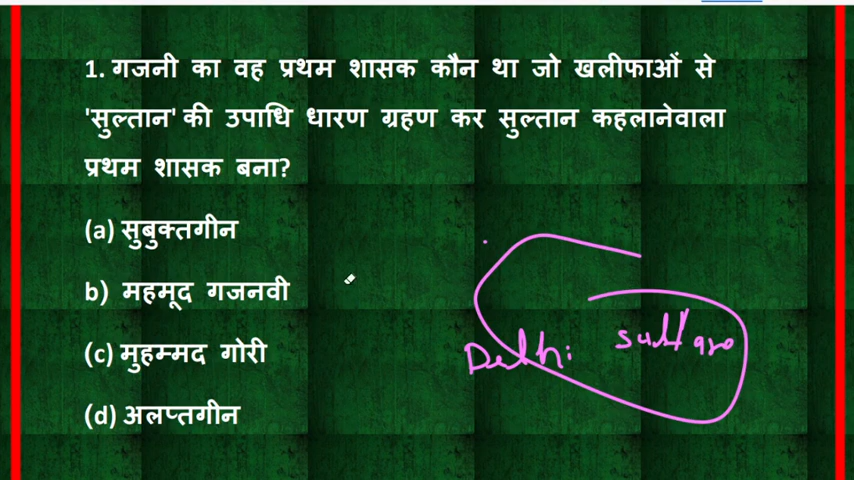 1. गजनी का वह प्रथम शासक कौन था जो खलीफाओं से
'सुल्तान' की उपाधि धारण ग्रहण कर सुल्तान कहलानेवाला
प्रथम शासक बना?
(a) सुबुक्तगीन
b) महमूद गजनवी
(c) मुहम्मद गोरी
(d) अलप्तगीन
Delhi